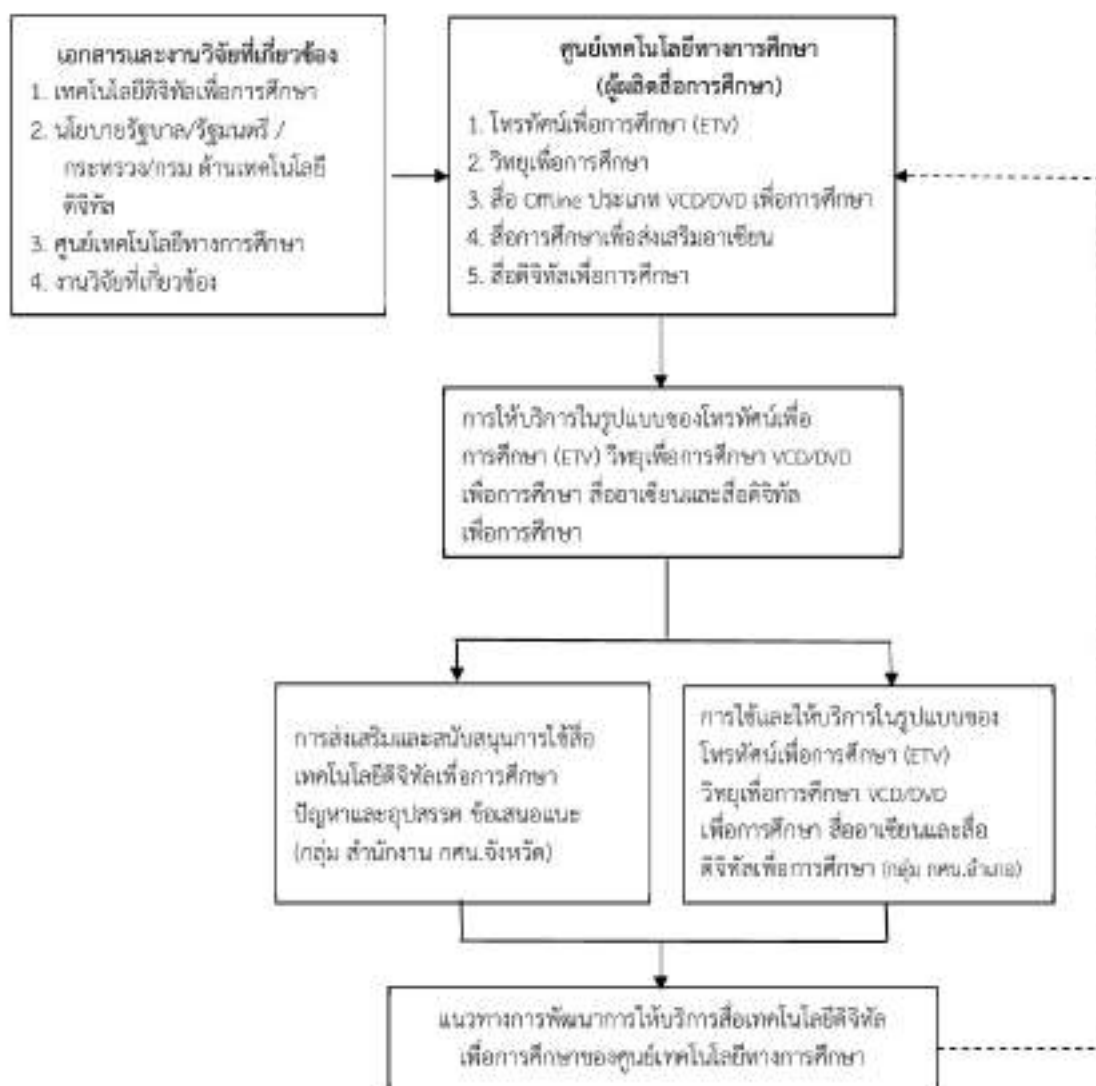 เอกสารและงานวิจัยที่เกี่ยวข้อง
1. เทคโนโลยีดิจิทัลเพื่อการศึกษา
2. นโยบายรัฐบาล/รัฐมนตรี /
กระทรวง/กรม ด้านเทคโนโลยี
ดิจิทัล
3. ศูนย์เทคโนโลยีทางการศึกษา
4. งานวิจัยที่เกี่ยวข้อง
ศูนย์เทคโนโลยีทางการศึกษา
(ผู้ผลิตสื่อการศึกษา)
1. โทรทัศน์เพื่อการศึกษา (ETV)
2. วิทยุเพื่อการศึกษา
3. สื่อ Offline ประเภท VCD/DVD เพื่อการศึกษา
4. สื่อการศึกษาเพื่อส่งเสริมอาเซียน
5. สื่อดิจิทัลเพื่อการศึกษา
การให้บริการในรูปแบบของโทรทัศน์เพื่อ
การศึกษา (ETV) วิทยุเพื่อการศึกษา VCD/DVD
เพื่อการศึกษา สื่ออาเซียนและสื่อดิจิทัล
เพื่อการศึกษา
การส่งเสริมและสนับสนุนการใช้สื่อ
เทคโนโลยีดิจิทัลเพื่อการศึกษา
ปัญหาและอุปสรรค ข้อเสนอแนะ
(กลุ่ม สำนักงาน กศน.จังหวัด)
การใช้และให้บริการในรูปแบบของ
โทรทัศน์เพื่อการศึกษา (ETV)
วิทยุเพื่อการศึกษา VCD/DVD
เพื่อการศึกษา สื่ออาเซียนและสื่อ
ดิจิทัลเพื่อการศึกษา (กลุ่ม กศน.อำเภอ)
แนวทางการพัฒนาการให้บริการสื่อเทคโนโลยีดิจิทัล
เพื่อการศึกษาของศูนย์เทคโนโลยีทางการศึกษา